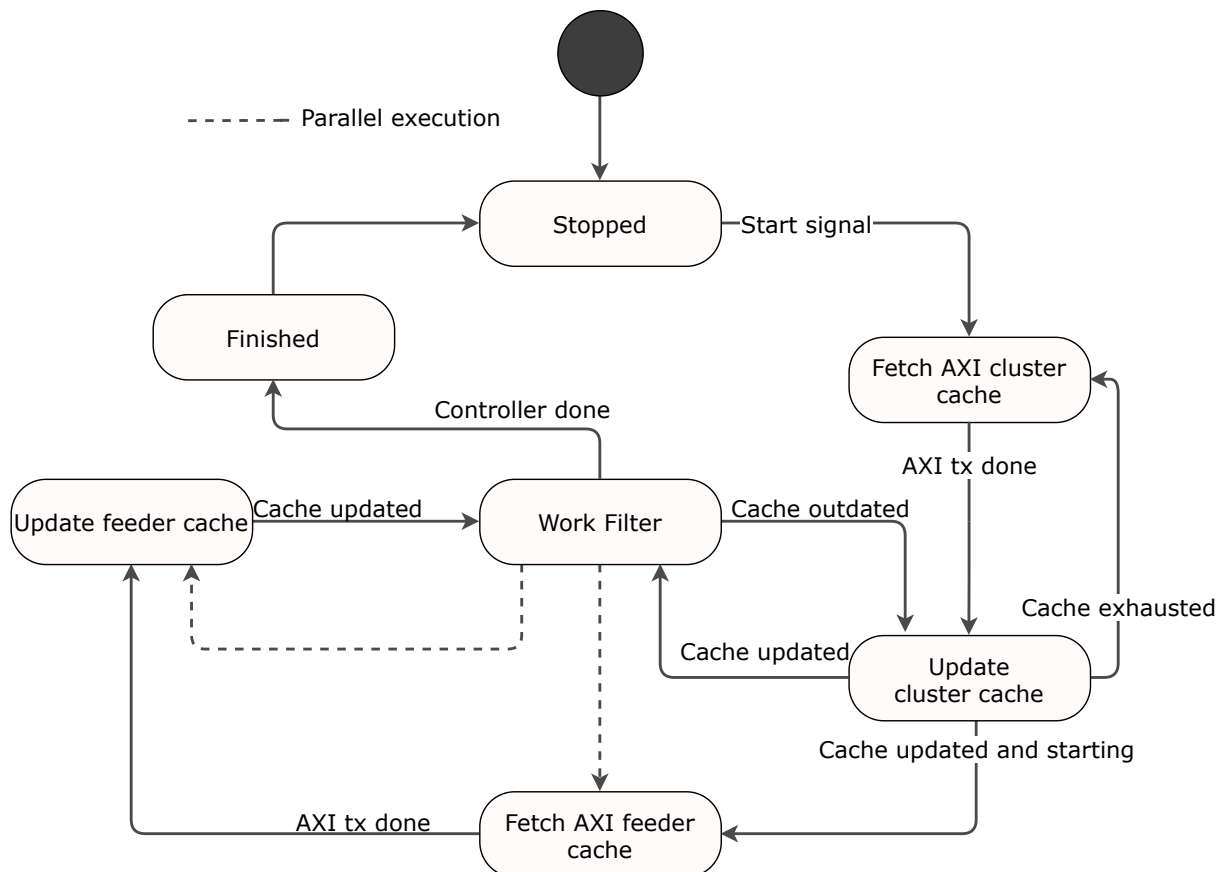 Parallel execution
Stopped
Start signal
Finished
Fetch AXI cluster
cache
Controller done
AXI tx done
Update feeder cache
Cache updated
Work Filter
Cache outdated
Cache exhausted
Cache updated
Update
cluster cache
Cache updated and starting
AXI tx done
Fetch AXI feeder
cache